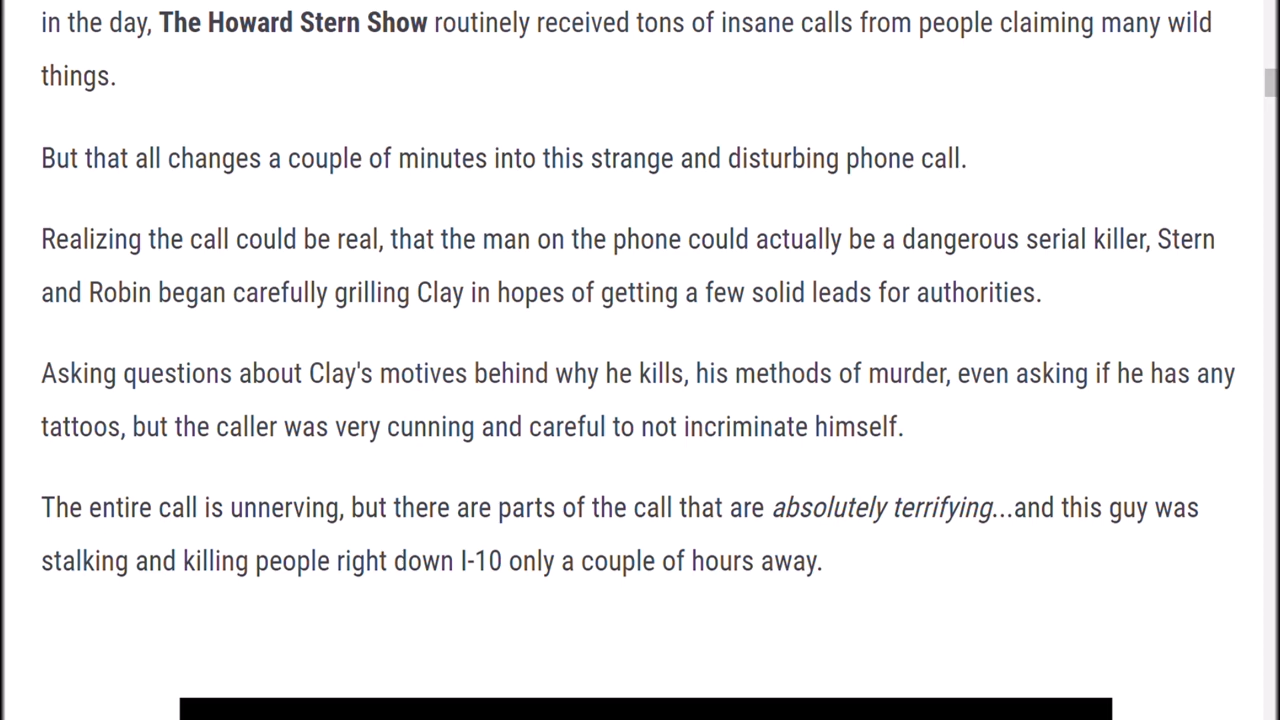 in the day, The Howard Stern Show routinely received tons of insane calls from people claiming many wild
things.
But that all changes a couple of minutes into this strange and disturbing phone call.
Realizing the call could be real, that the man on the phone could actually be a dangerous serial killer, Stern
and Robin began carefully grilling Clay in hopes of getting a few solid leads for authorities.
Asking questions about Clay's motives behind why he kills, his methods of murder, even asking if he has any
tattoos, but the caller was very cunning and careful to not incriminate himself.
The entire call is unnerving, but there are parts of the call that are absolutely terrifying...and this guy was
stalking and killing people right down I-10 only a couple of hours away.